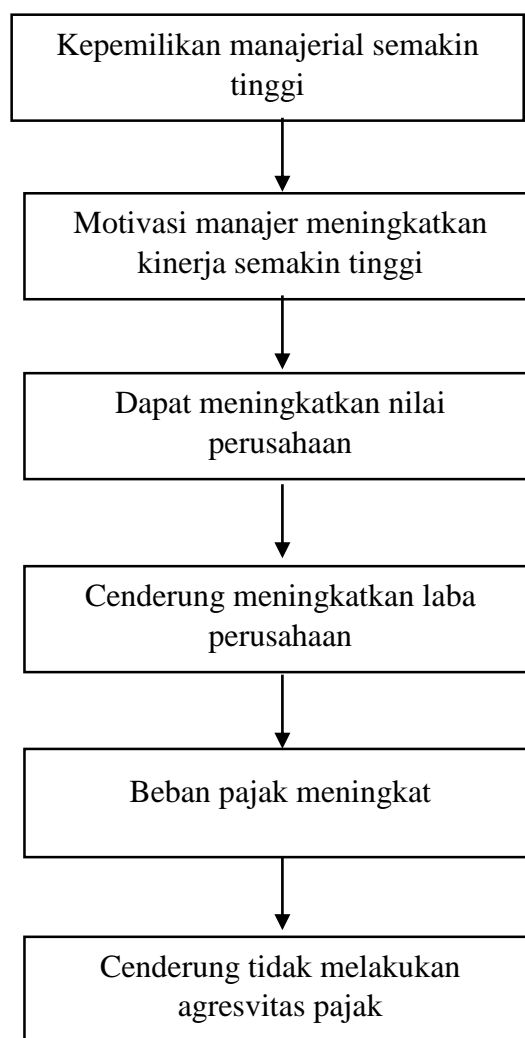 Kepemilikan manajerial semakin
tinggi
Motivasi manajer meningkatkan
kinerja semakin tinggi
Dapat meningkatkan nilai
perusahaan
Cenderung meningkatkan laba
perusahaan
Beban pajak meningkat
Cenderung tidak melakukan
agresvitas pajak